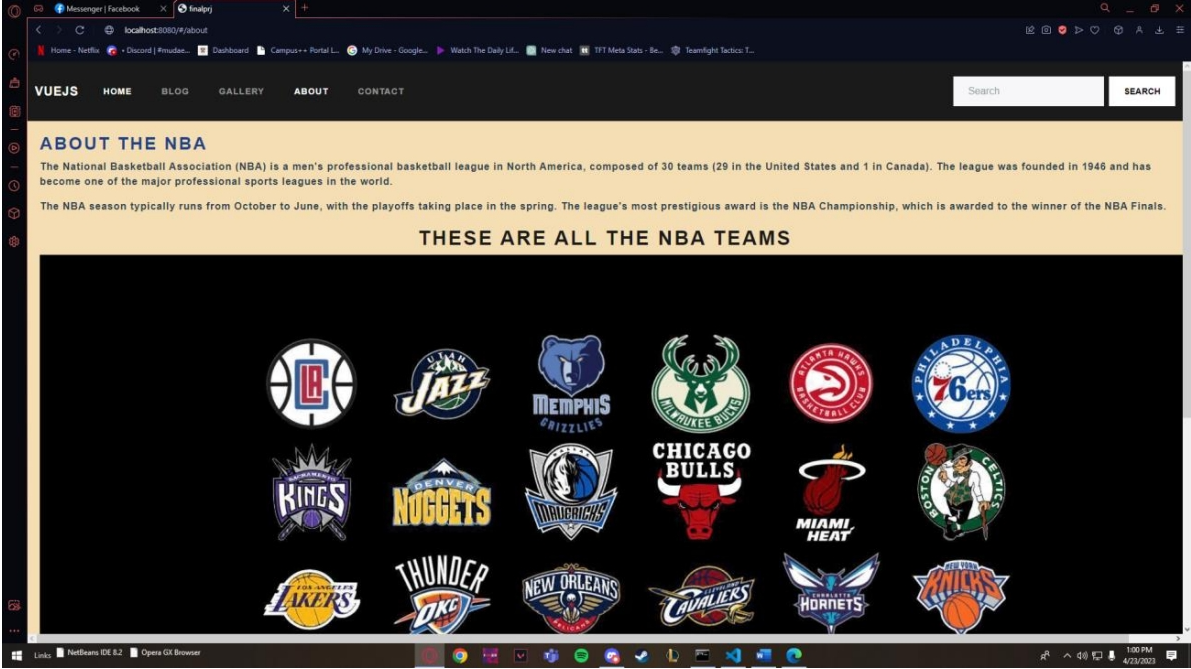 Messenger | Facebook
finalprj
localhost:8080/#/about
Home - Netflix
• Discord | #mudae...
Dashboard
Campus++ Portal L...
My Drive - Google...
Watch The Daily Lif...
New chat
TFT Meta Stats - Be...
Teamfight Tactics: T...
VUEJS HOME BLOG GALLERY ABOUT CONTACT
Search
SEARCH
ABOUT THE NBA
The National Basketball Association (NBA) is a men's professional basketball league in North America, composed of 30 teams (29 in the United States and 1 in Canada). The league was founded in 1946 and has
become one of the major professional sports leagues in the world.
The NBA season typically runs from October to June, with the playoffs taking place in the spring. The league's most prestigious award is the NBA Championship, which is awarded to the winner of the NBA Finals.
THESE ARE ALL THE NBA TEAMS
LA
UTAH
JAZZ
MEMPHIS
GRIZZLIES
MILWAUKEE BUCKS
ATLANTA HAWKS
BASKETBALL CLUB
PHILADELPHIA
76ers
SACRAMENTO
KINGS
DENVER
NUGGETS
MAVERICKS
CHICAGO
BULLS
MIAMI
HEAT
BOSTON
CELTICS
LOS ANGELES
LAKERS
THUNDER
OKC
NEW ORLEANS
PELICANS
CLEVELAND
CAVALIERS
CHARLOTTE
HORNETS
NEW YORK
KNICKS
Links
NetBeans IDE 8.2
Opera GX Browser
1:00 PM
4/23/2023